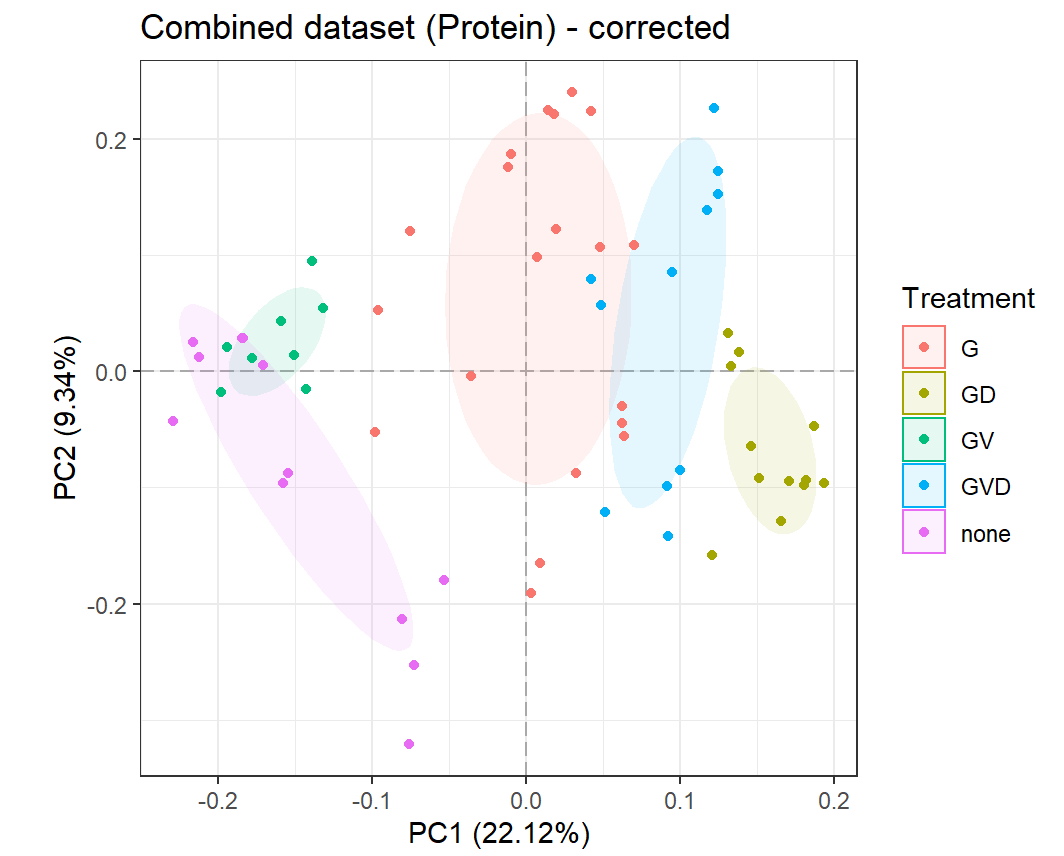 Combined dataset (Protein) - corrected
PC2 (9.34%)
0.2
0.0
-0.2
-0.2
-0.1
0.0
0.1
0.2
PC1 (22.12%)
Treatment
G
GD
GV
GVD
none